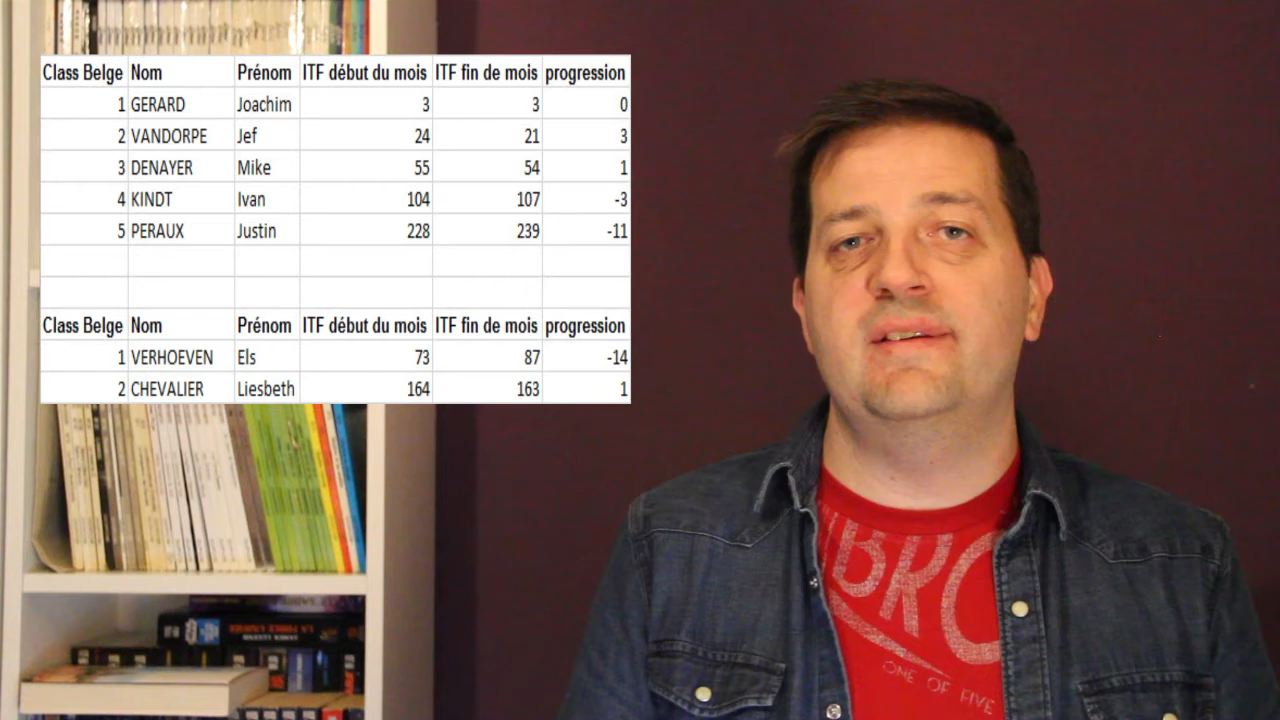 Class Belge Nom Prénom ITF début du mois ITF fin de mois progression
1 GERARD Joachim 3 3 0
2 VANDORPE Jef 24 21 3
3 DENAYER Mike 55 54 1
4 KINDT Ivan 104 107 -3
5 PERAUX Justin 228 239 -11
Class Belge Nom Prénom ITF début du mois ITF fin de mois progression
1 VERHOEVEN Els 73 87 -14
2 CHEVALIER Liesbeth 164 163 1
BRO
ONE OF FIVE